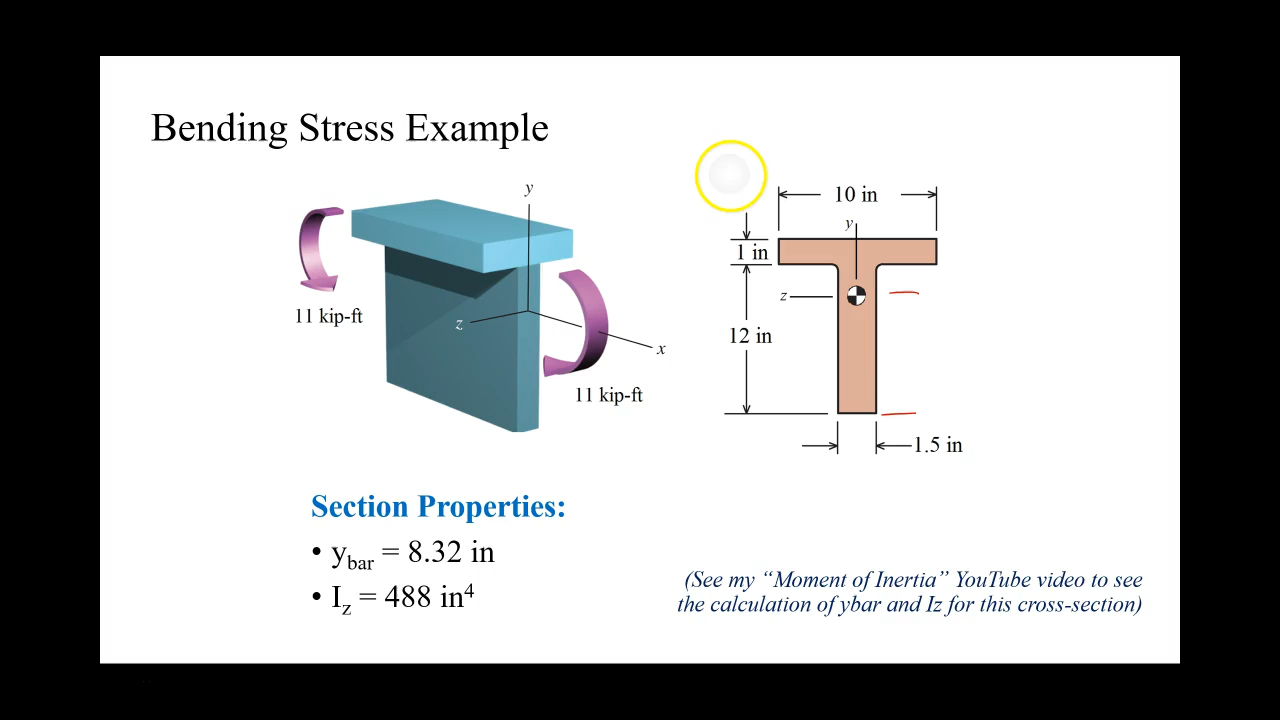 Bending Stress Example
y
11 kip-ft
z
x
11 kip-ft
10 in
y
1 in
z
12 in
1.5 in
Section Properties:
• ybar = 8.32 in
• Iz = 488 in⁴
(See my “Moment of Inertia” YouTube video to see
the calculation of ybar and Iz for this cross-section)